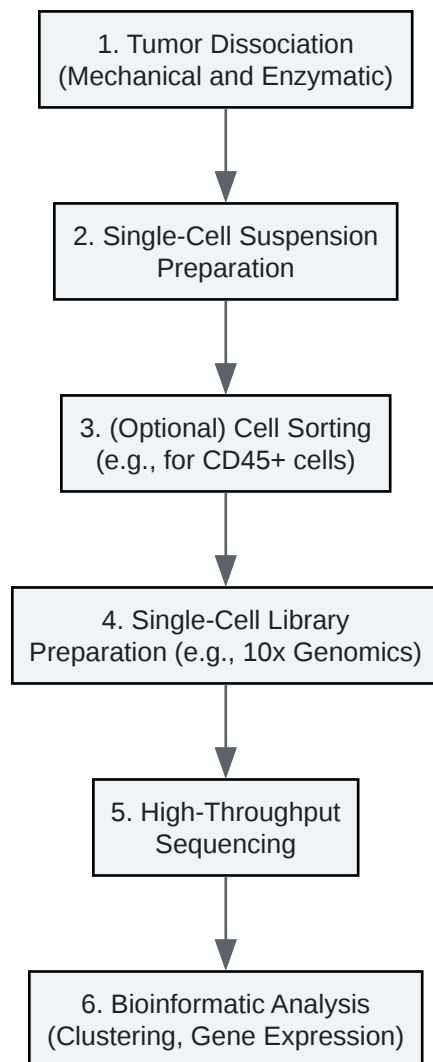 1. Tumor Dissociation
(Mechanical and Enzymatic)
2. Single-Cell Suspension
Preparation
3. (Optional) Cell Sorting
(e.g., for CD45+ cells)
4. Single-Cell Library
Preparation (e.g., 10x Genomics)
5. High-Throughput
Sequencing
6. Bioinformatic Analysis
(Clustering, Gene Expression)